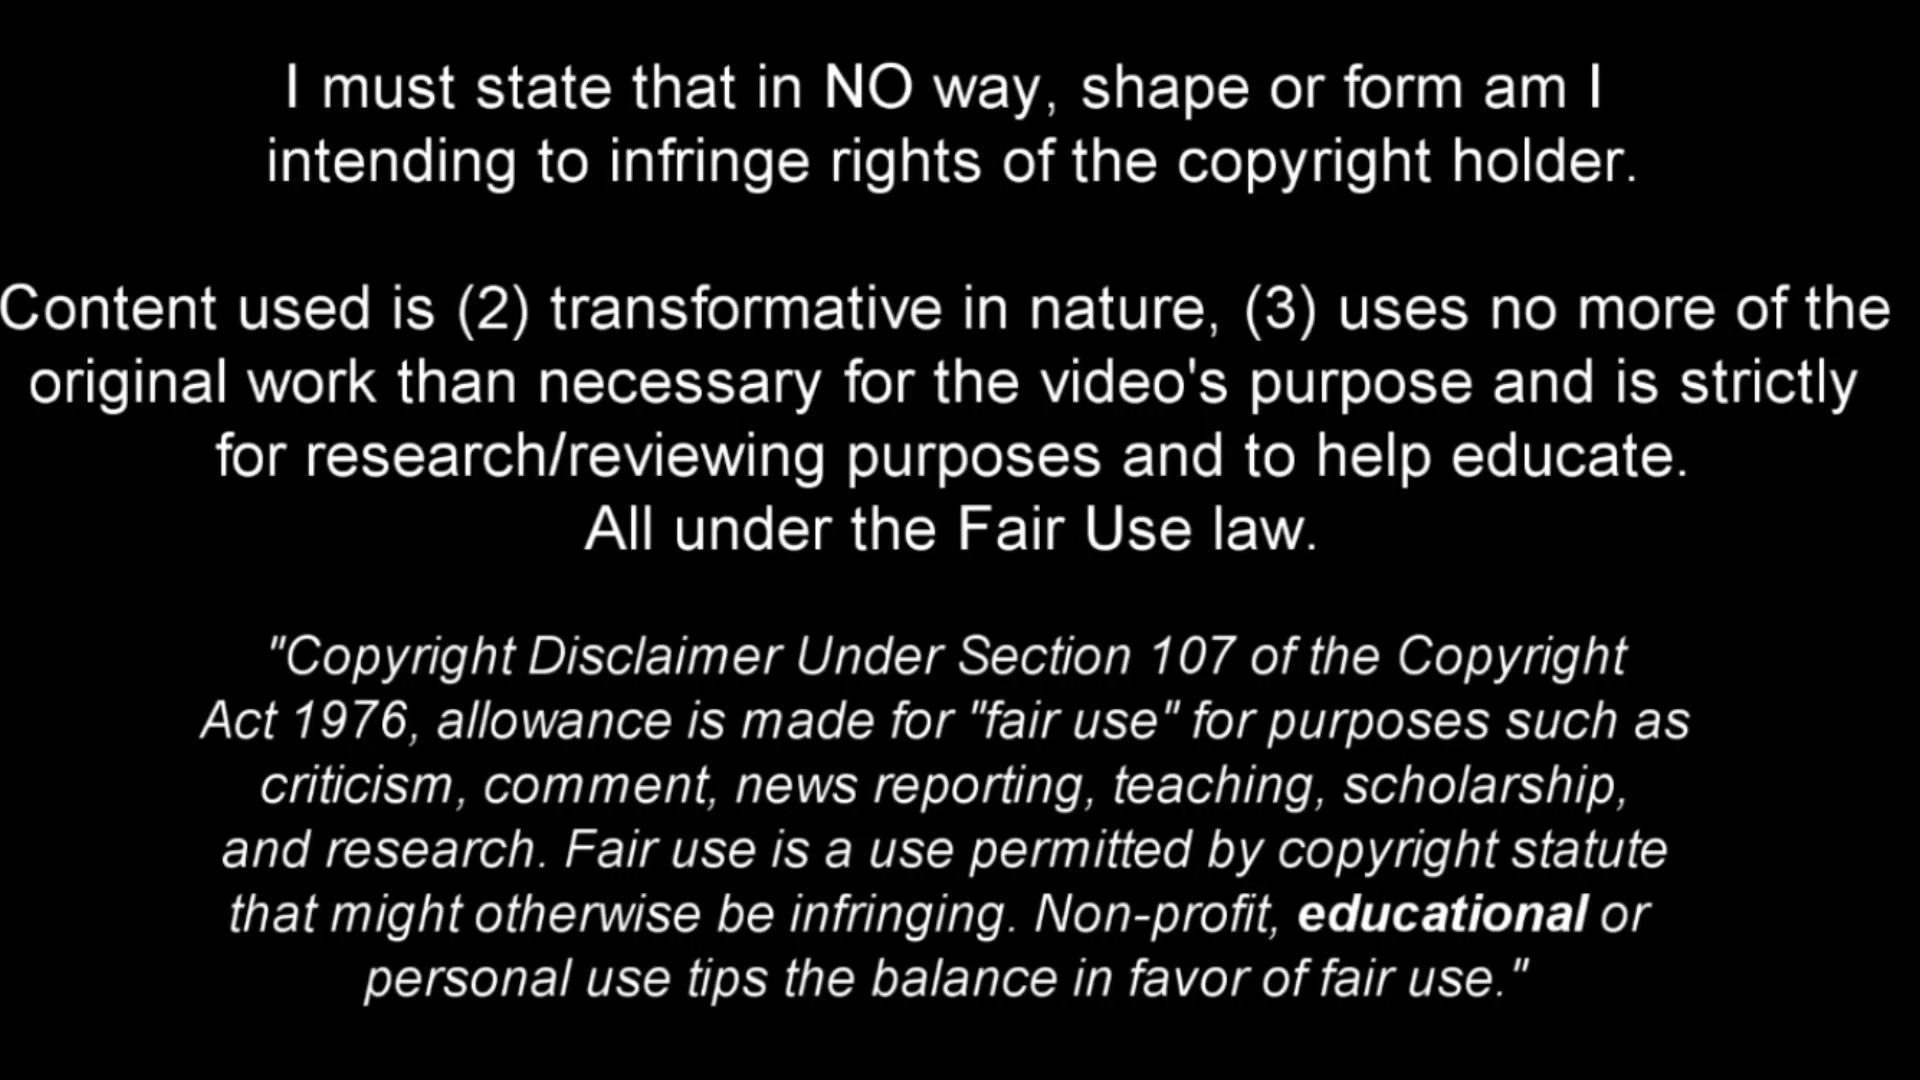 I must state that in NO way, shape or form am I
intending to infringe rights of the copyright holder.
Content used is (2) transformative in nature, (3) uses no more of the
original work than necessary for the video's purpose and is strictly
for research/reviewing purposes and to help educate.
All under the Fair Use law.
"Copyright Disclaimer Under Section 107 of the Copyright
Act 1976, allowance is made for "fair use" for purposes such as
criticism, comment, news reporting, teaching, scholarship,
and research. Fair use is a use permitted by copyright statute
that might otherwise be infringing. Non-profit, educational or
personal use tips the balance in favor of fair use."